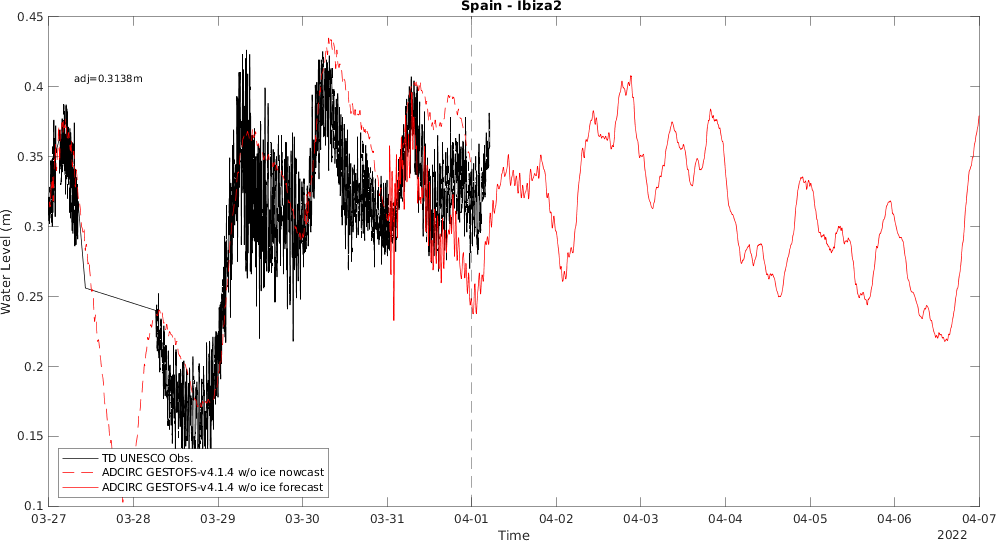 Spain - Ibiza2
0.45
0.4
0.35
0.3
0.25
0.2
0.15
0.1
Water Level (m)
adj=0.3138m
TD UNESCO Obs.
ADCIRC GESTOFS-v4.1.4 w/o ice nowcast
ADCIRC GESTOFS-v4.1.4 w/o ice forecast
03-27 03-28 03-29 03-30 03-31 04-01 04-02 04-03 04-04 04-05 04-06 04-07
Time
2022